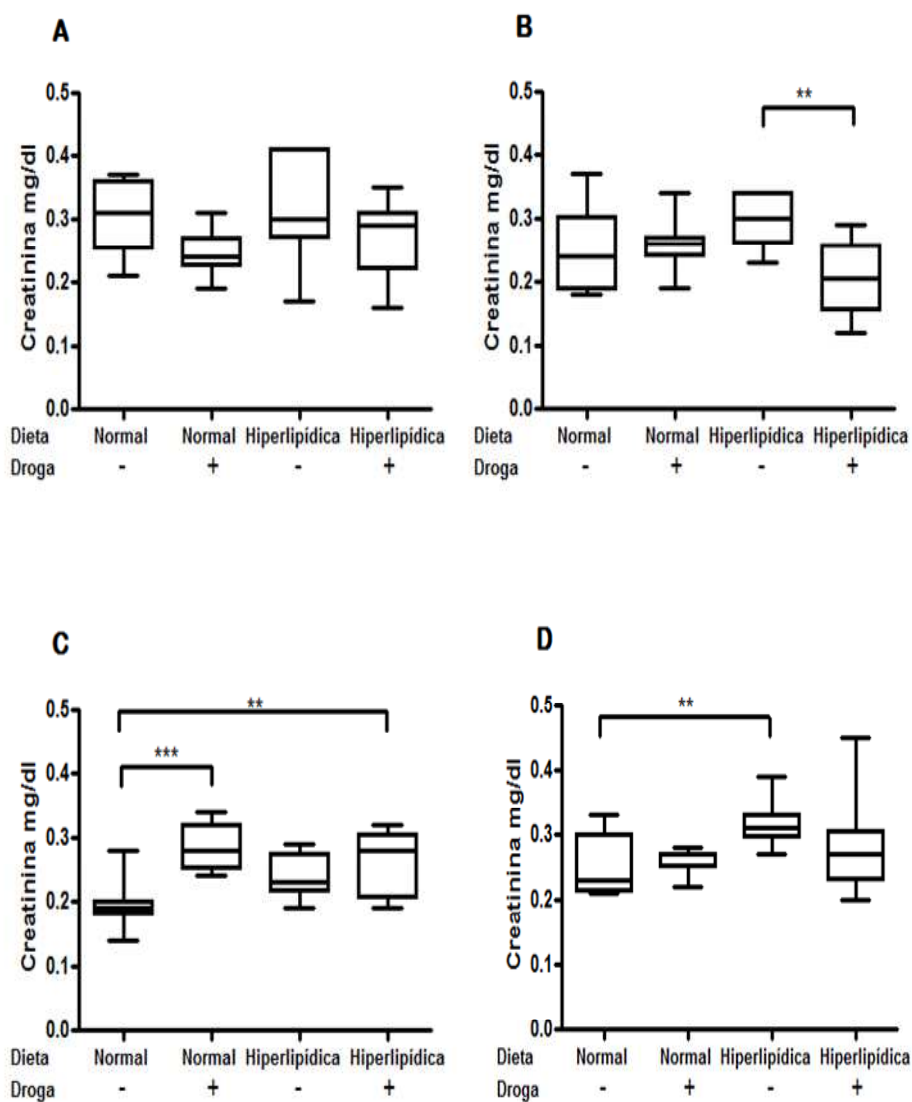 A
Creatinina mg/dl
0.5
0.4
0.3
0.2
0.1
0.0
Dieta Normal Normal Hiperlipídica Hiperlipídica
Droga - + - +
B
**
Creatinina mg/dl
0.5
0.4
0.3
0.2
0.1
0.0
Normal Normal Hiperlipídica Hiperlipídica
- + - +
C
**
***
Creatinina mg/dl
0.5
0.4
0.3
0.2
0.1
0.0
Dieta Normal Normal Hiperlipídica Hiperlipídica
Droga - + - +
D
**
Creatinina mg/dl
0.5
0.4
0.3
0.2
0.1
0.0
Dieta Normal Normal Hiperlipídica Hiperlipídica
Droga - + - +